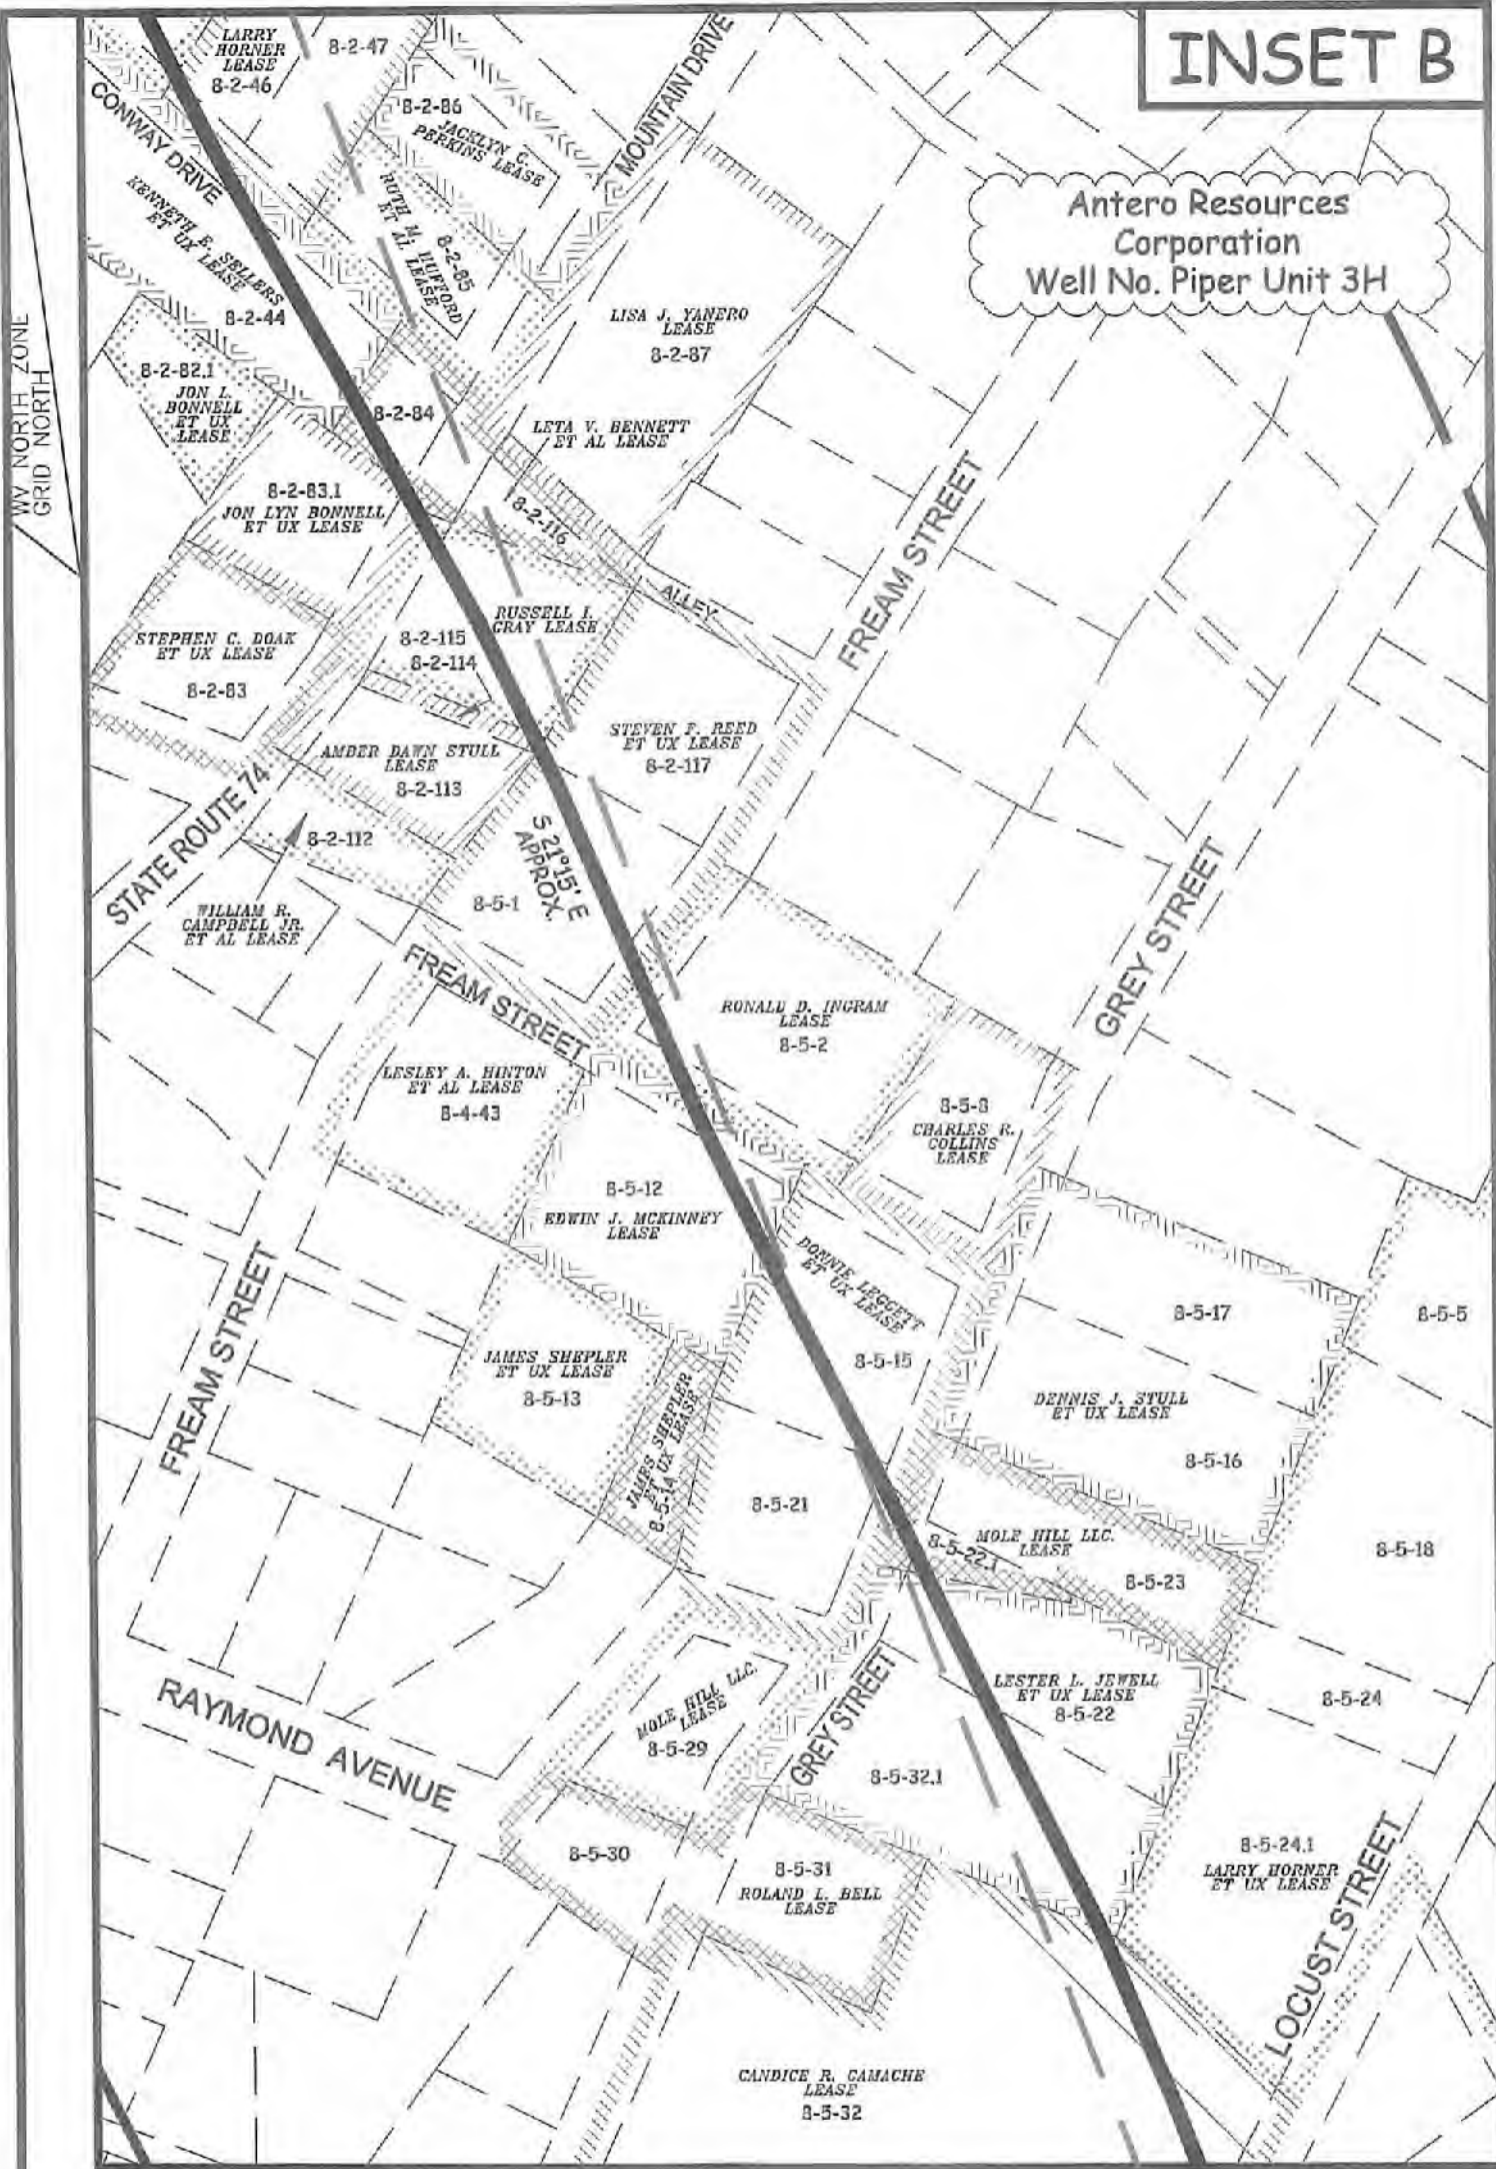 INSET B
Antero Resources
Corporation
Well No. Piper Unit 3H
WV NORTH ZONE
GRID NORTH
LARRY
HORNER
LEASE
8-2-46
8-2-47
8-2-86
JACKLYN C.
PERKINS LEASE
MOUNTAIN DRIVE
CONWAY DRIVE
KENNETH E. SELLERS
ET UX LEASE
8-2-44
RUTH M. HUFFORD
ET AL LEASE
8-2-85
LISA J. YANERO
LEASE
8-2-87
8-2-82.1
JON L.
BONNELL
ET UX
LEASE
8-2-84
LETA V. BENNETT
ET AL LEASE
8-2-83.1
JON LYN BONNELL
ET UX LEASE
8-2-116
ALLEY
FREAM STREET
STEPHEN C. DOAK
ET UX LEASE
8-2-83
RUSSELL I.
GRAY LEASE
8-2-115
8-2-114
STEVEN F. REED
ET UX LEASE
8-2-117
AMBER DAWN STULL
LEASE
8-2-113
STATE ROUTE 74
8-2-112
S 21°15' E
APPROX.
WILLIAM R.
CAMPBELL JR.
ET AL LEASE
8-5-1
GREY STREET
FREAM STREET
RONALD D. INGRAM
LEASE
8-5-2
LESLEY A. HINTON
ET AL LEASE
8-4-43
8-5-8
CHARLES R.
COLLINS
LEASE
8-5-12
EDWIN J. MCKINNEY
LEASE
DONNIE LEGGETT
ET UX LEASE
8-5-15
8-5-17
8-5-5
FREAM STREET
JAMES SHEPLER
ET UX LEASE
8-5-13
JAMES SHEPLER
ET UX LEASE
8-5-14
DENNIS J. STULL
ET UX LEASE
8-5-16
8-5-21
MOLE HILL LLC.
LEASE
8-5-22.1
8-5-23
8-5-18
RAYMOND AVENUE
MOLE HILL LLC.
LEASE
8-5-29
GREY STREET
LESTER L. JEWELL
ET UX LEASE
8-5-22
8-5-24
8-5-32.1
8-5-30
8-5-31
ROLAND L. BELL
LEASE
8-5-24.1
LARRY HORNER
ET UX LEASE
LOCUST STREET
CANDICE R. CAMACHE
LEASE
8-5-32